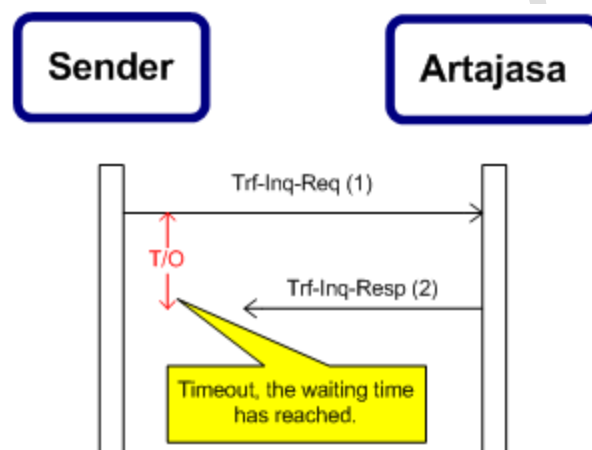 Sender
Artajasa
Trf-Inq-Req (1)
T/O
Trf-Inq-Resp (2)
Timeout, the waiting time
has reached.